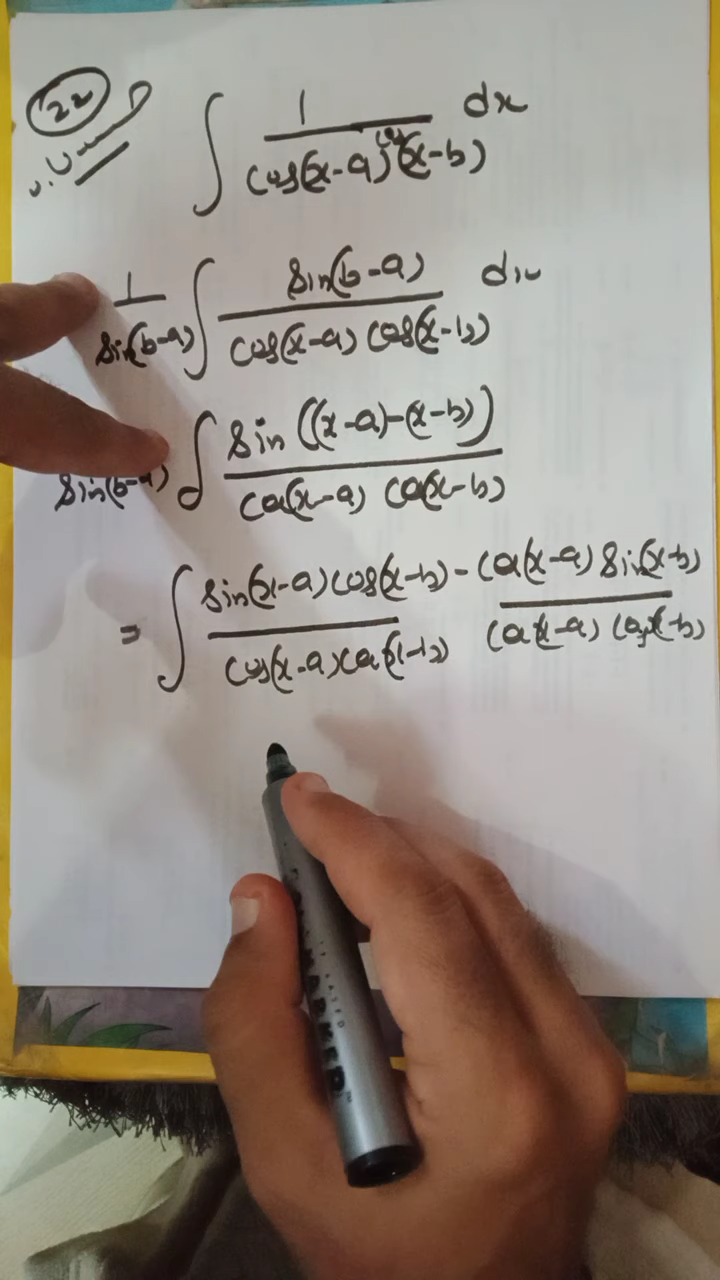 22
v.v
∫ 1 / cos(x-a) cos(x-b) dx
1/sin(b-a) ∫ sin(b-a) / cos(x-a) cos(x-b) dx
sin(b-a) ∫ sin((x-a)-(x-b)) / cos(x-a) cos(x-b)
= ∫ sin(x-a) cos(x-b) / cos(x-a) cos(x-b) - cos(x-a) sin(x-b) / cos(x-a) cos(x-b)